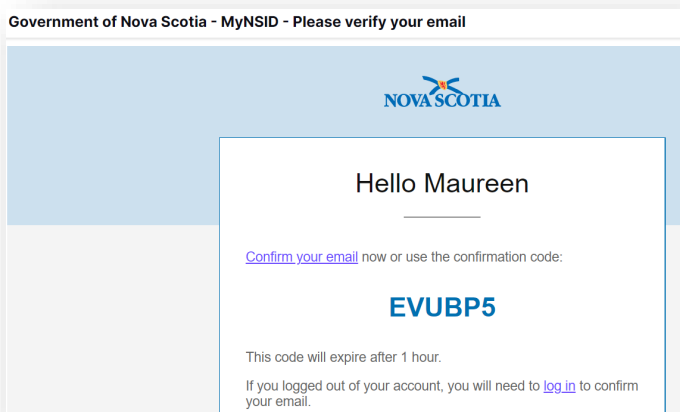 Government of Nova Scotia - MyNSID - Please verify your email
NOVA SCOTIA
Hello Maureen
Confirm your email now or use the confirmation code:
EVUBP5
This code will expire after 1 hour.
If you logged out of your account, you will need to log in to confirm
your email.